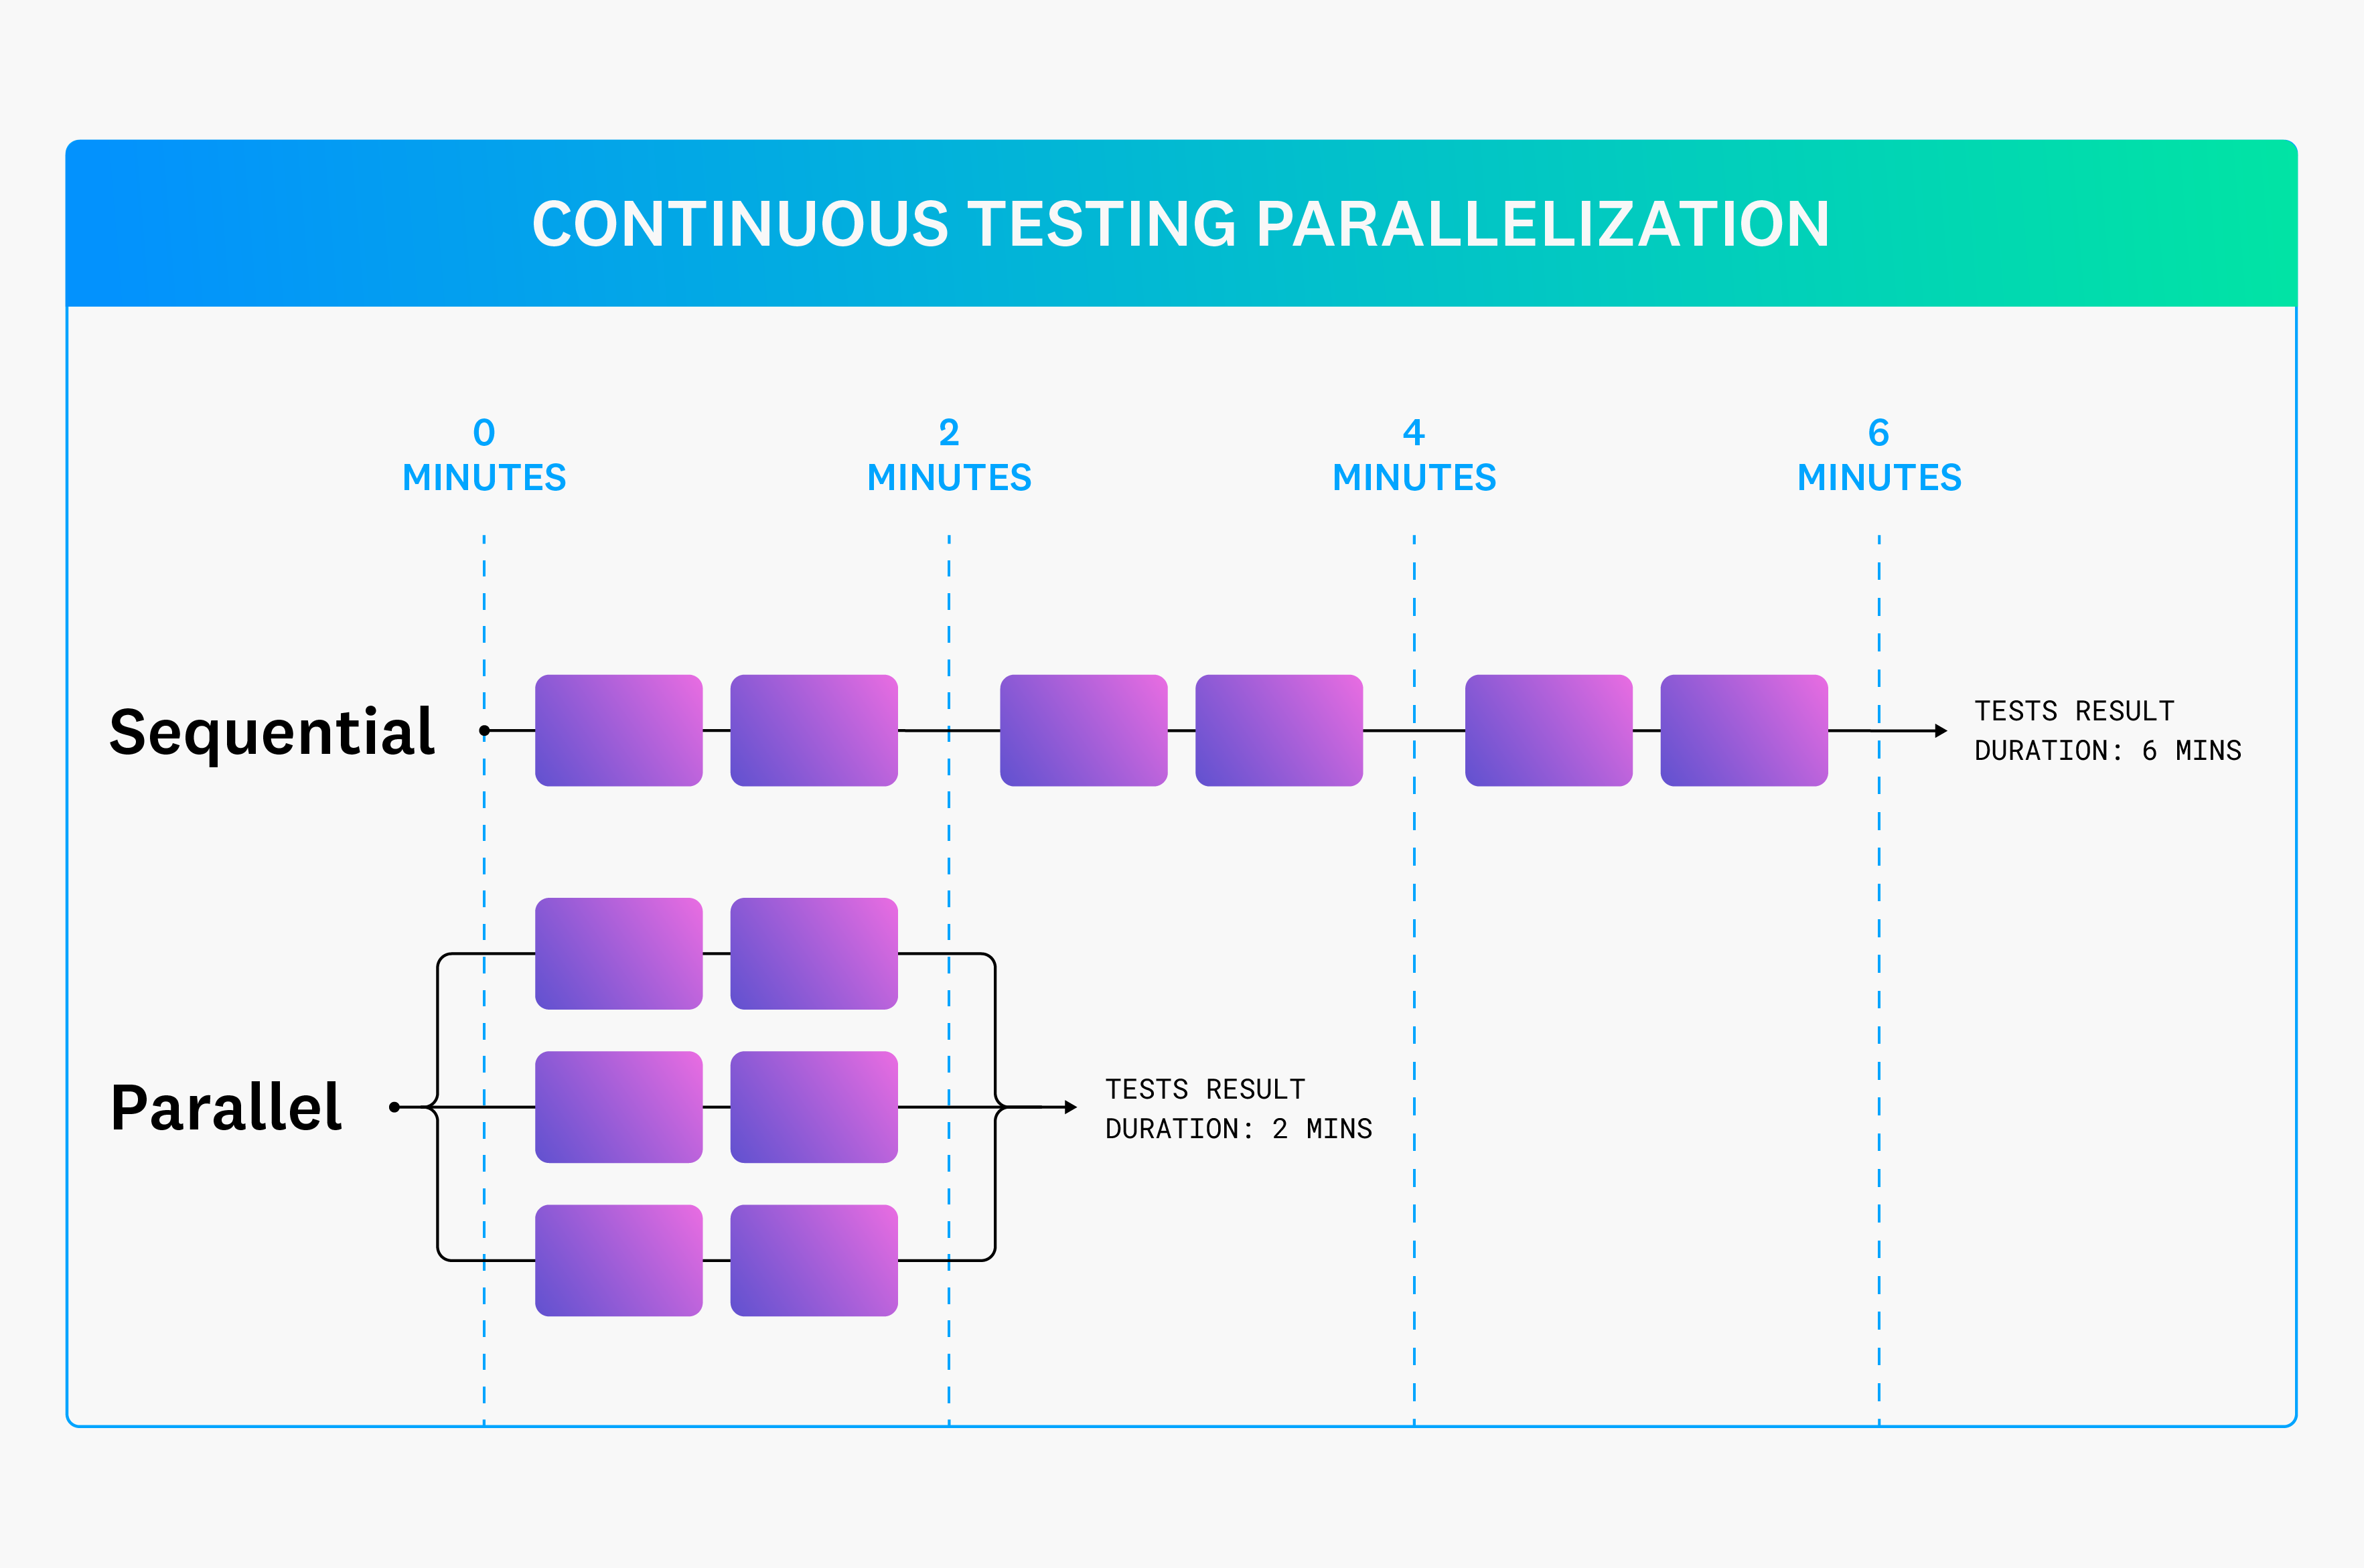 CONTINUOUS TESTING PARALLELIZATION
0
MINUTES
2
MINUTES
4
MINUTES
6
MINUTES
Sequential
TESTS RESULT
DURATION: 6 MINS
Parallel
TESTS RESULT
DURATION: 2 MINS